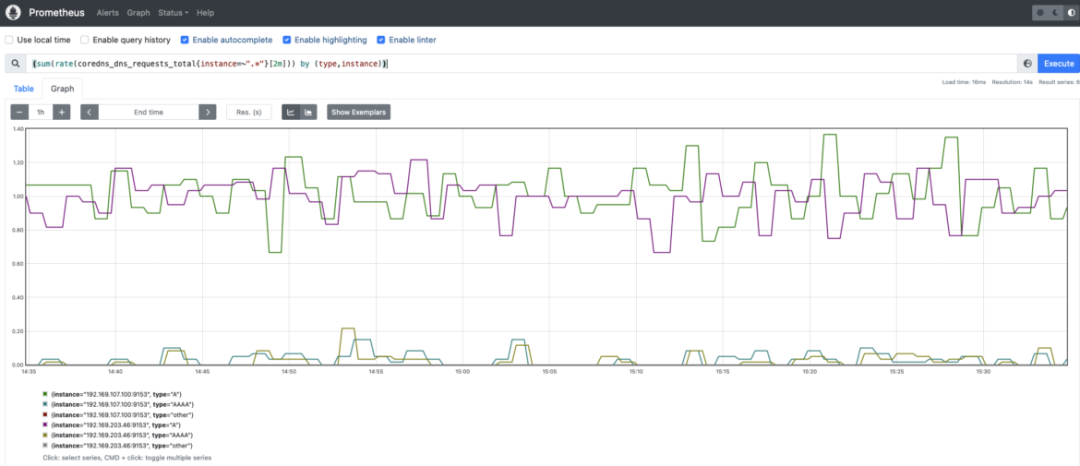 Prometheus Alerts Graph Status Help
Use local time Enable query history Enable autocomplete Enable highlighting Enable linter
(sum(rate(coredns_dns_requests_total{instance=~".*"}[2m])) by (type,instance)) Execute
Load time: 16ms Resolution: 14s Result series: 6
Table Graph
− 1h + < End time > Res. (s) Show Exemplars
1.40
1.20
1.00
0.80
0.60
0.40
0.20
0.00
14:35 14:40 14:45 14:50 14:55 15:00 15:05 15:10 15:15 15:20 15:25 15:30
{instance="192.169.107.100:9153", type="A"}
{instance="192.169.107.100:9153", type="AAAA"}
{instance="192.169.107.100:9153", type="other"}
{instance="192.169.203.46:9153", type="A"}
{instance="192.169.203.46:9153", type="AAAA"}
{instance="192.169.203.46:9153", type="other"}
Click: select series, CMD + click: toggle multiple series